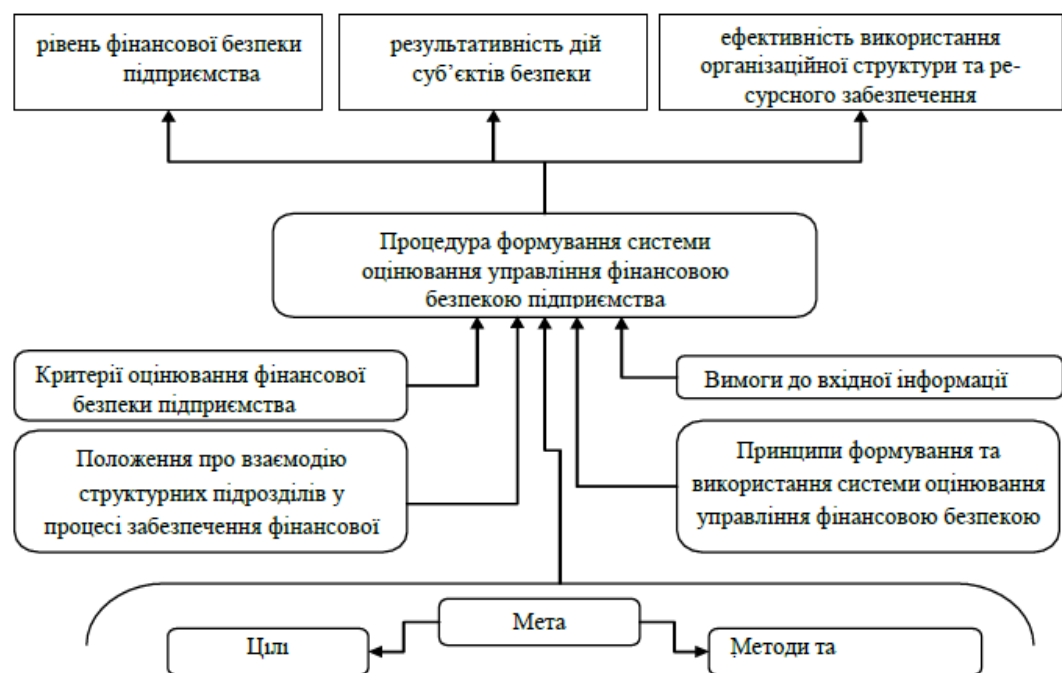 рівень фінансової безпеки
підприємства
результативність дій
суб’єктів безпеки
ефективність використання
організаційної структури та ре-
сурсного забезпечення
Процедура формування системи
оцінювання управління фінансовою
безпекою підприємства
Критерії оцінювання фінансової
безпеки підприємства
Вимоги до вхідної інформації
Положення про взаємодію
структурних підрозділів у
процесі забезпечення фінансової
Принципи формування та
використання системи оцінювання
управління фінансовою безпекою
Мета
Цілі
Методи та